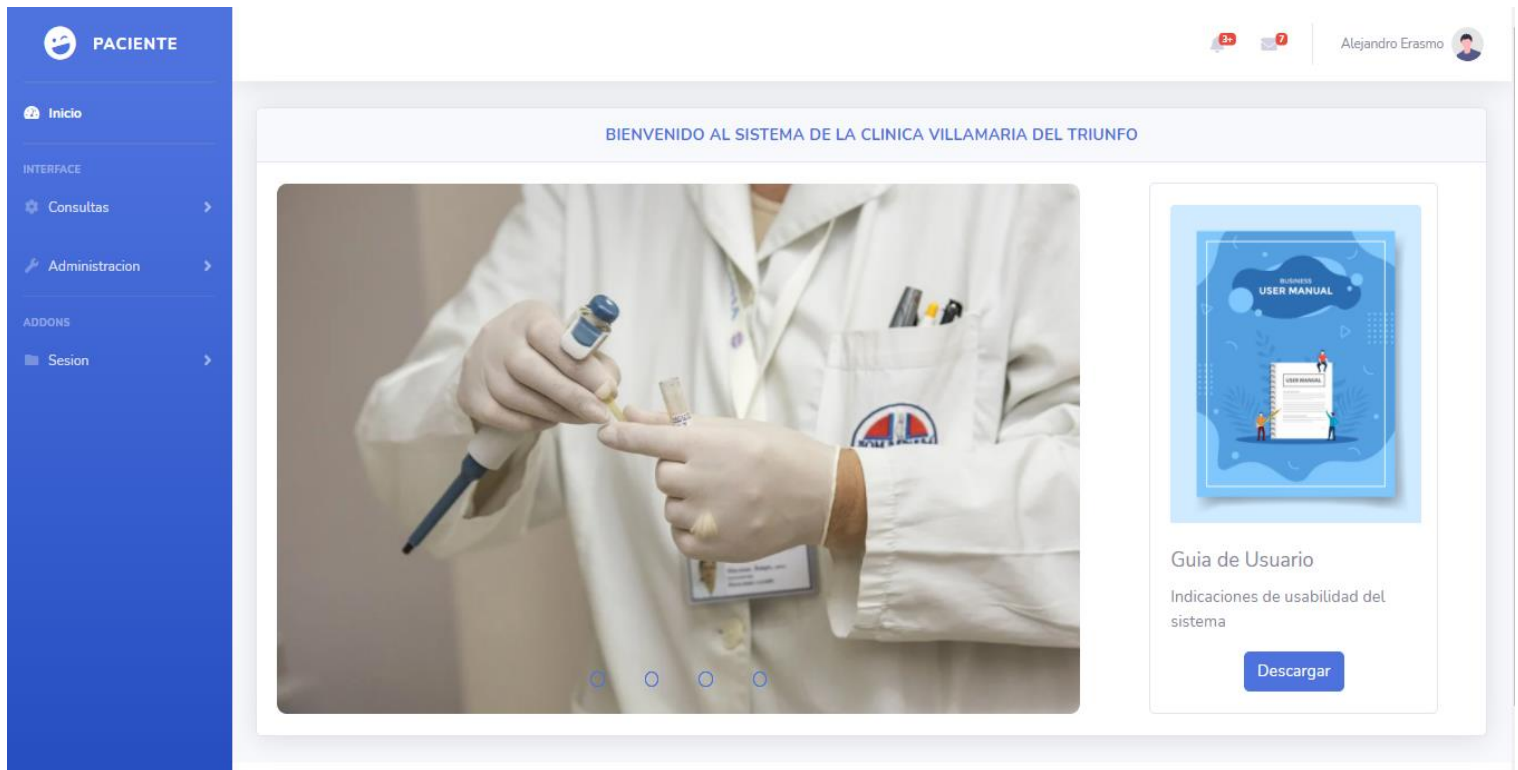 PACIENTE
3+
7
Alejandro Erasmo
Inicio
INTERFACE
Consultas
Administracion
ADDONS
Sesion
BIENVENIDO AL SISTEMA DE LA CLINICA VILLAMARIA DEL TRIUNFO
BUSINESS
USER MANUAL
USER MANUAL
Guia de Usuario
Indicaciones de usabilidad del
sistema
Descargar